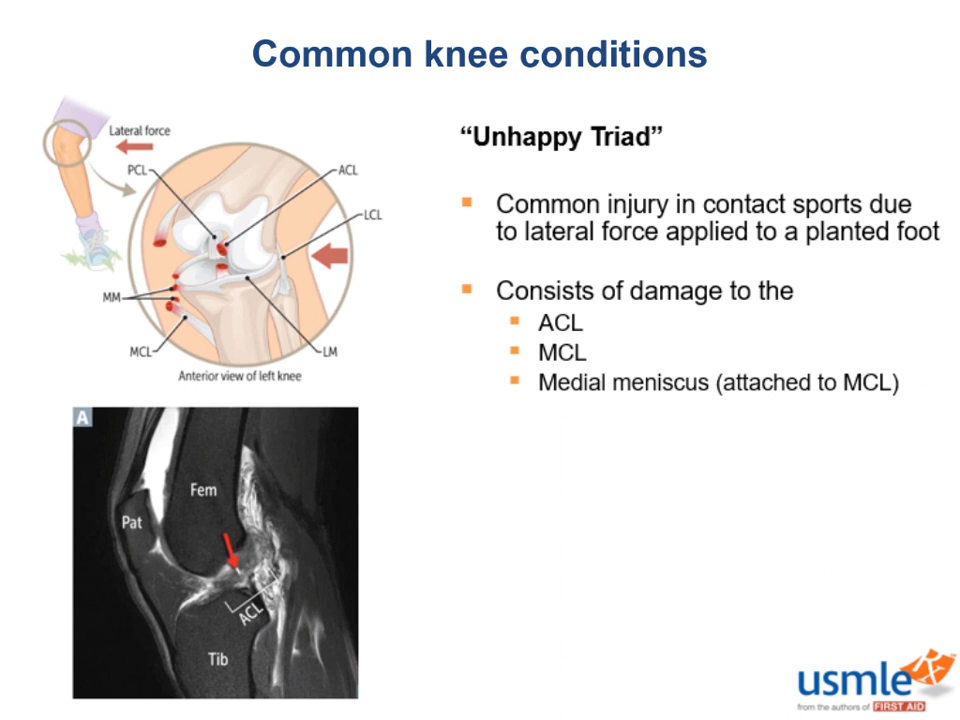 Common knee conditions
Lateral force
PCL
ACL
LCL
MM
MCL
LM
Anterior view of left knee
A
Fem
Pat
ACL
Tib
“Unhappy Triad”
Common injury in contact sports due
to lateral force applied to a planted foot
Consists of damage to the
ACL
MCL
Medial meniscus (attached to MCL)
usmle Rx
from the authors of FIRST AID